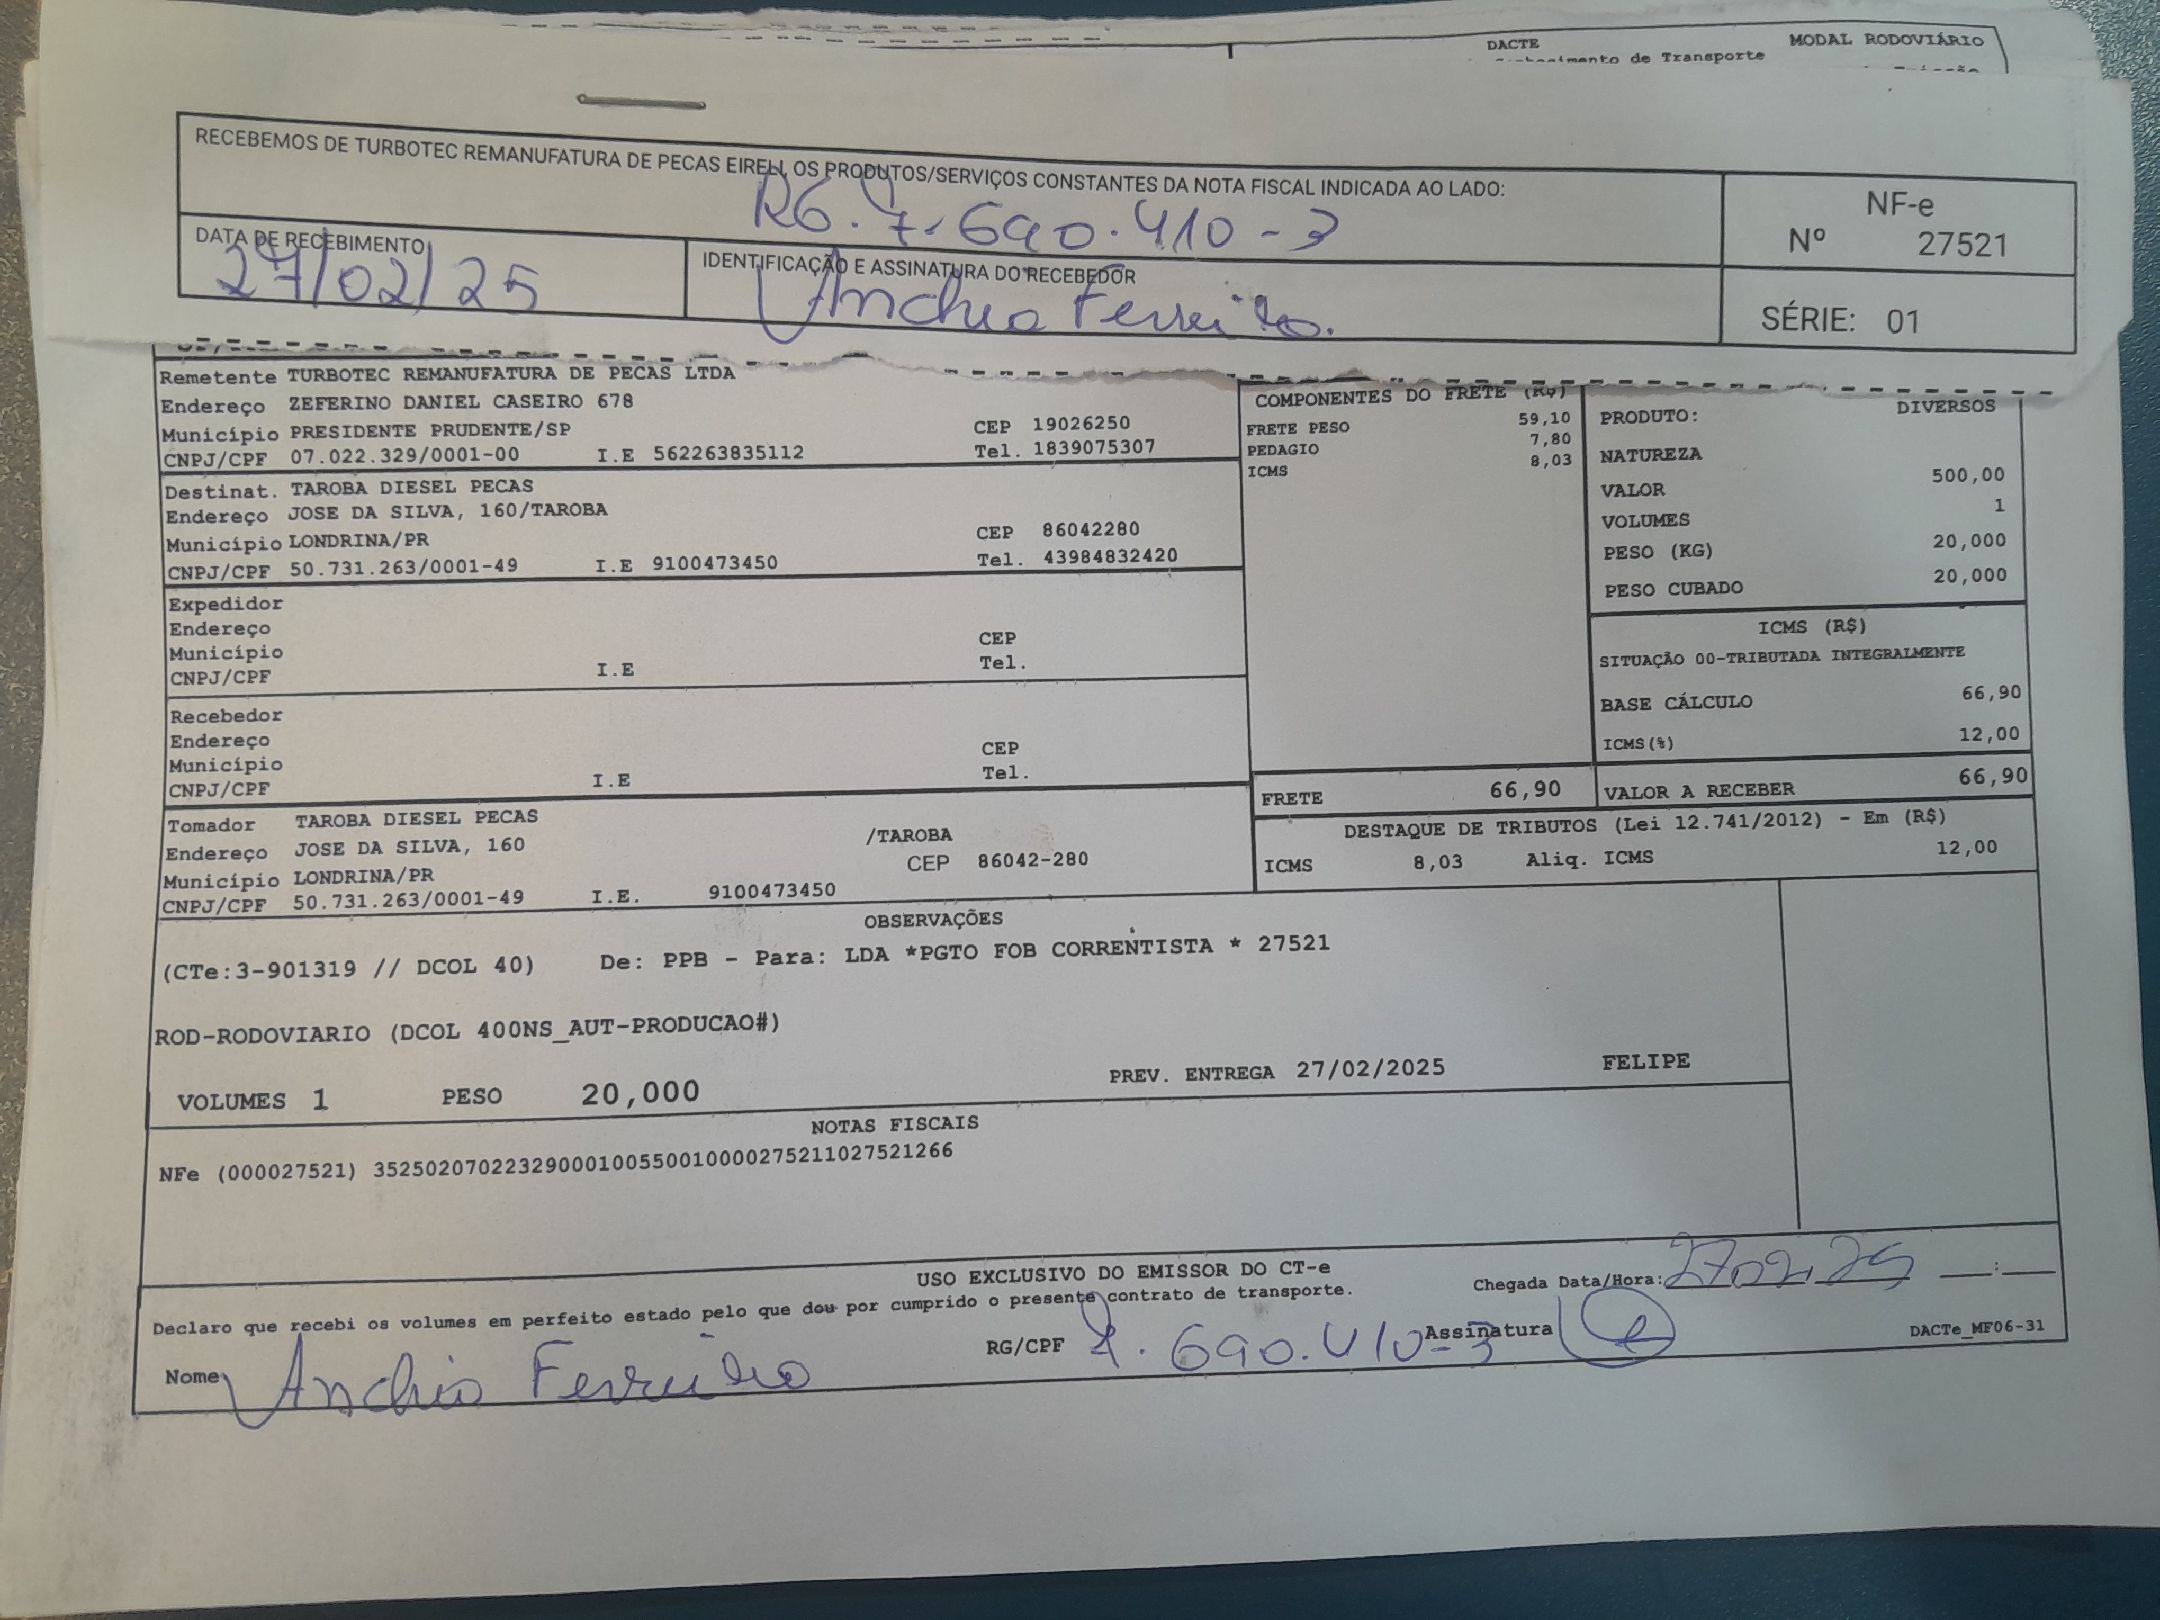 DACTE
MODAL RODOVIÁRIO
de Transporte
RECEBEMOS DE TURBOTEC REMANUFATURA DE PECAS EIRELI, OS PRODUTOS/SERVIÇOS CONSTANTES DA NOTA FISCAL INDICADA AO LADO:
RG. 7.690.410-3
NF-e
Nº 27521
SÉRIE: 01
DATA DE RECEBIMENTO
27/02/25
IDENTIFICAÇÃO E ASSINATURA DO RECEBEDOR
Ferreira.
Remetente TURBOTEC REMANUFATURA DE PECAS LTDA
Endereço ZEFERINO DANIEL CASEIRO 678
Município PRESIDENTE PRUDENTE/SP CEP 19026250
CNPJ/CPF 07.022.329/0001-00 I.E 562263835112 Tel. 1839075307
Destinat. TAROBA DIESEL PECAS
Endereço JOSE DA SILVA, 160/TAROBA
Município LONDRINA/PR CEP 86042280
CNPJ/CPF 50.731.263/0001-49 I.E 9100473450 Tel. 43984832420
Expedidor
Endereço
Município CEP
CNPJ/CPF I.E Tel.
Recebedor
Endereço
Município CEP
CNPJ/CPF I.E Tel.
Tomador TAROBA DIESEL PECAS
Endereço JOSE DA SILVA, 160 /TAROBA
Município LONDRINA/PR CEP 86042-280
CNPJ/CPF 50.731.263/0001-49 I.E. 9100473450
COMPONENTES DO FRETE (R$)
FRETE PESO 59,10
PEDAGIO 7,80
ICMS 8,03
FRETE 66,90
PRODUTO: DIVERSOS
NATUREZA
VALOR 500,00
VOLUMES 1
PESO (KG) 20,000
PESO CUBADO 20,000
ICMS (R$)
SITUAÇÃO 00-TRIBUTADA INTEGRALMENTE
BASE CÁLCULO 66,90
ICMS(%) 12,00
VALOR A RECEBER 66,90
DESTAQUE DE TRIBUTOS (Lei 12.741/2012) - Em (R$)
ICMS 8,03 Aliq. ICMS 12,00
OBSERVAÇÕES
(CTe:3-901319 // DCOL 40) De: PPB - Para: LDA *PGTO FOB CORRENTISTA * 27521
ROD-RODOVIARIO (DCOL 400NS_AUT-PRODUCAO#)
VOLUMES 1 PESO 20,000 PREV. ENTREGA 27/02/2025 FELIPE
NOTAS FISCAIS
NFe (000027521) 35250207022329000100550010000275211027521266
USO EXCLUSIVO DO EMISSOR DO CT-e
Declaro que recebi os volumes em perfeito estado pelo que dou por cumprido o presente contrato de transporte.
Chegada Data/Hora: 27 02 25 __:__
Nome Ferreira
RG/CPF 7.690.410-3 Assinatura
DACTe_MF06-31